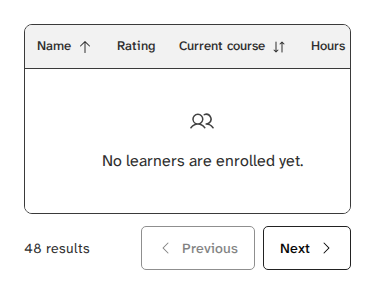 Name Rating Current course Hours
No learners are enrolled yet.
48 results Previous Next